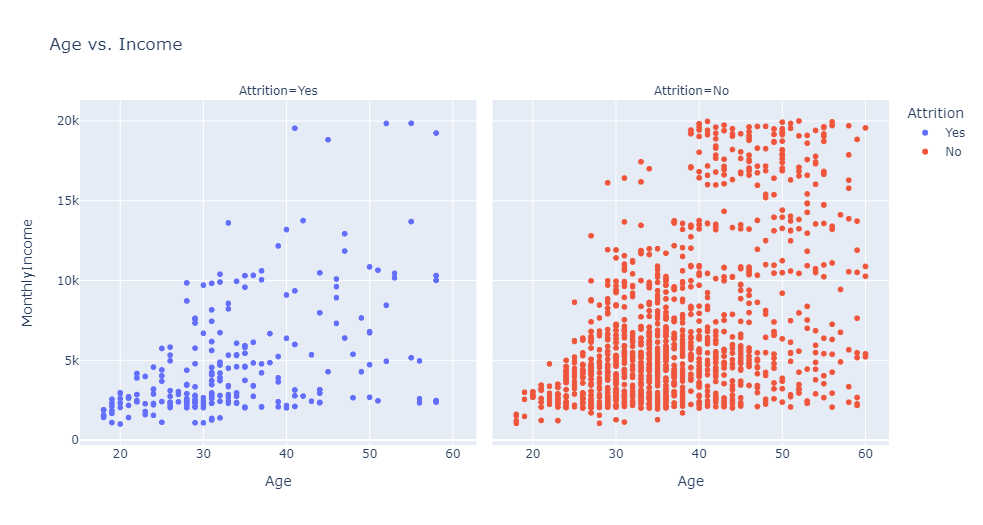 Age vs. Income
Attrition=Yes
Attrition=No
Attrition
Yes
No
MonthlyIncome
20k
15k
10k
5k
0
20
30
40
50
60
20
30
40
50
60
Age
Age